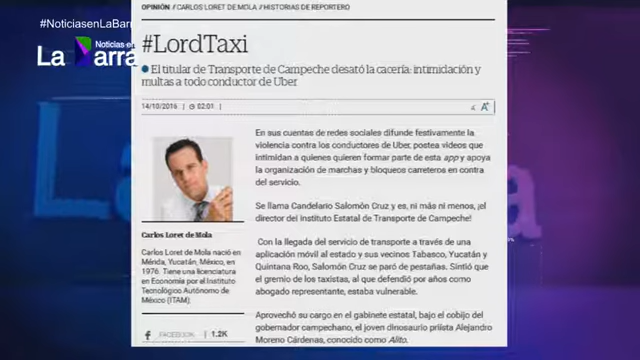 #NoticiasenLaBarra
Noticias en
La Barra
OPINIÓN / CARLOS LORET DE MOLA / HISTORIAS DE REPORTERO
#LordTaxi
El titular de Transporte de Campeche desató la cacería: intimidación y
multas a todo conductor de Uber
14/10/2016 | 02:01 | A A+
En sus cuentas de redes sociales difunde festivamente la
violencia contra los conductores de Uber, postea videos que
intimidan a quienes quieren formar parte de esta app y apoya
la organización de marchas y bloqueos carreteros en contra
del servicio.
Se llama Candelario Salomón Cruz y es, ni más ni menos, ¡el
director del Instituto Estatal de Transporte de Campeche!
Con la llegada del servicio de transporte a través de una
aplicación móvil al estado y sus vecinos Tabasco, Yucatán y
Quintana Roo, Salomón Cruz se paró de pestañas. Sintió que
el gremio de los taxistas, al que defendió por años como
abogado representante, estaba vulnerable.
Aprovechó su cargo en el gabinete estatal, bajo el cobijo del
gobernador campechano, el joven dinosaurio priista Alejandro
Moreno Cárdenas, conocido como Alito.
Carlos Loret de Mola
Carlos Loret de Mola nació en
Mérida, Yucatán, México, en
1976. Tiene una licenciatura
en Economía por el Instituto
Tecnológico Autónomo de
México (ITAM).
f FACEBOOK | 1.2K